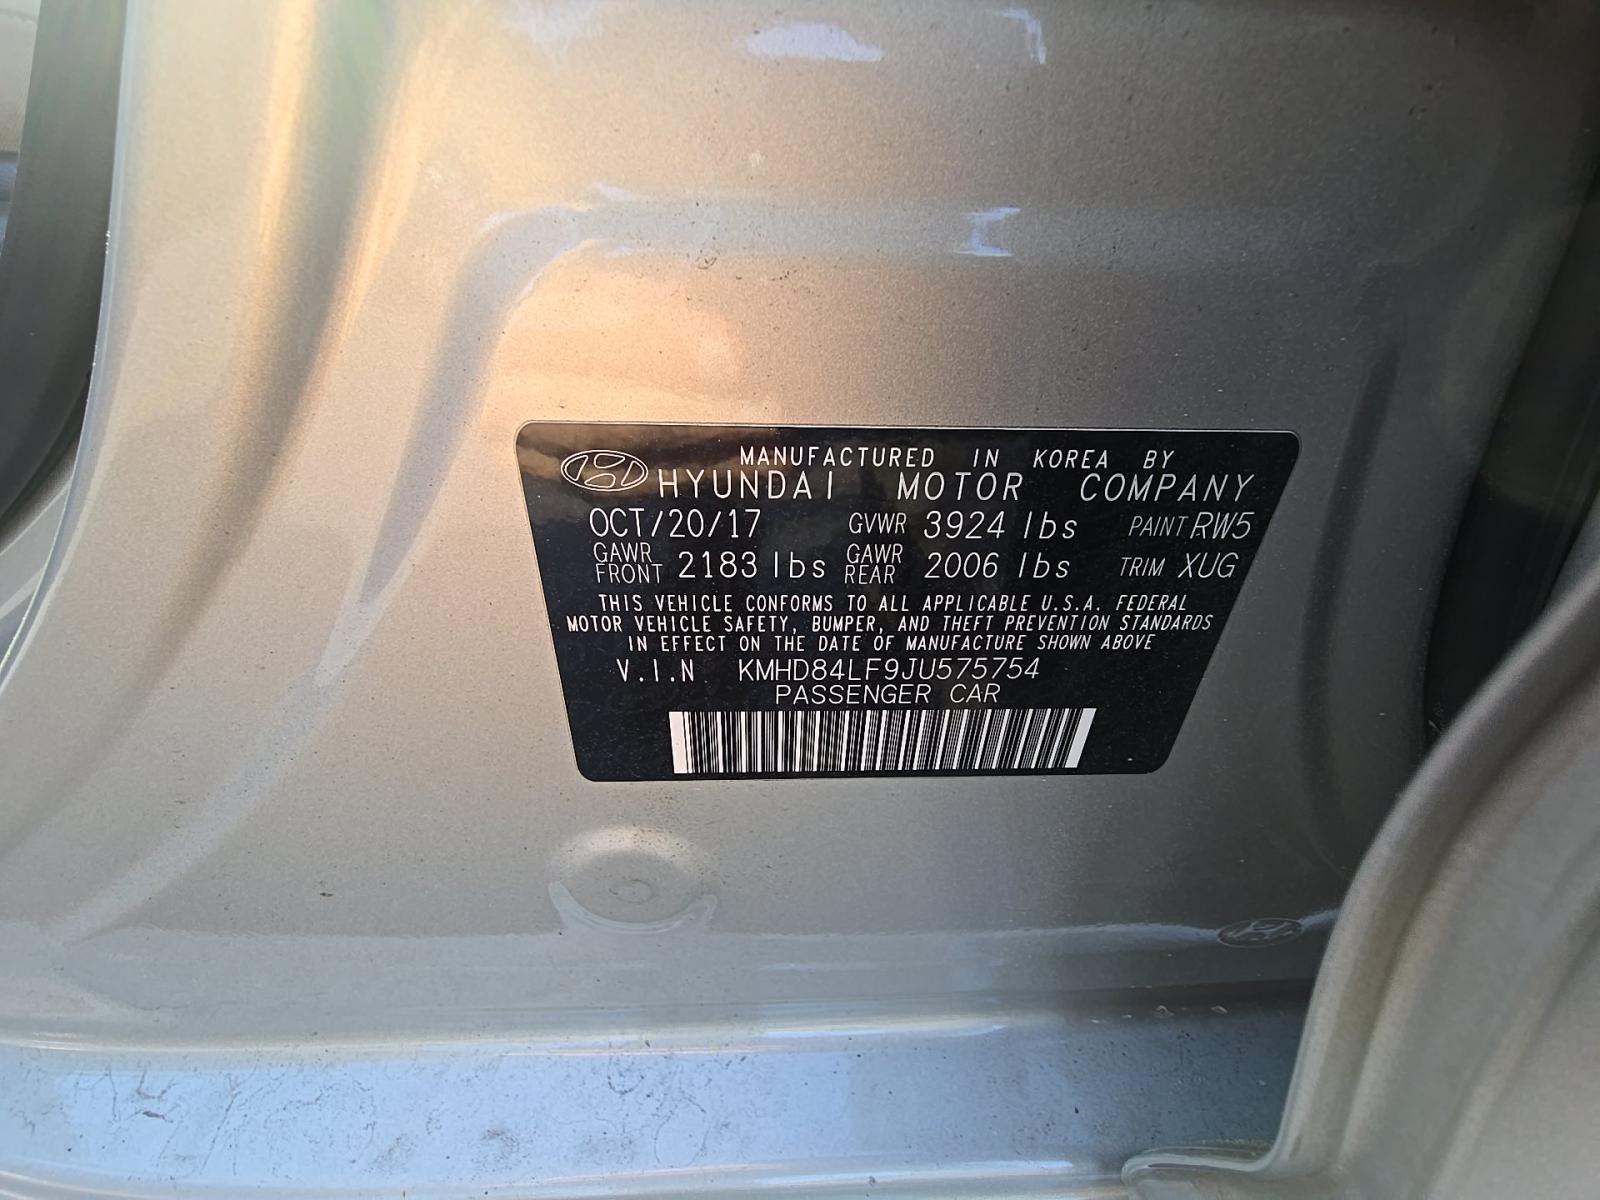 MANUFACTURED IN KOREA BY
HYUNDAI MOTOR COMPANY
OCT/20/17 GVWR 3924 lbs PAINT RW5
GAWR FRONT 2183 lbs GAWR REAR 2006 lbs TRIM XUG
THIS VEHICLE CONFORMS TO ALL APPLICABLE U.S.A. FEDERAL
MOTOR VEHICLE SAFETY, BUMPER, AND THEFT PREVENTION STANDARDS
IN EFFECT ON THE DATE OF MANUFACTURE SHOWN ABOVE
V.I.N KMHD84LF9JU575754
PASSENGER CAR